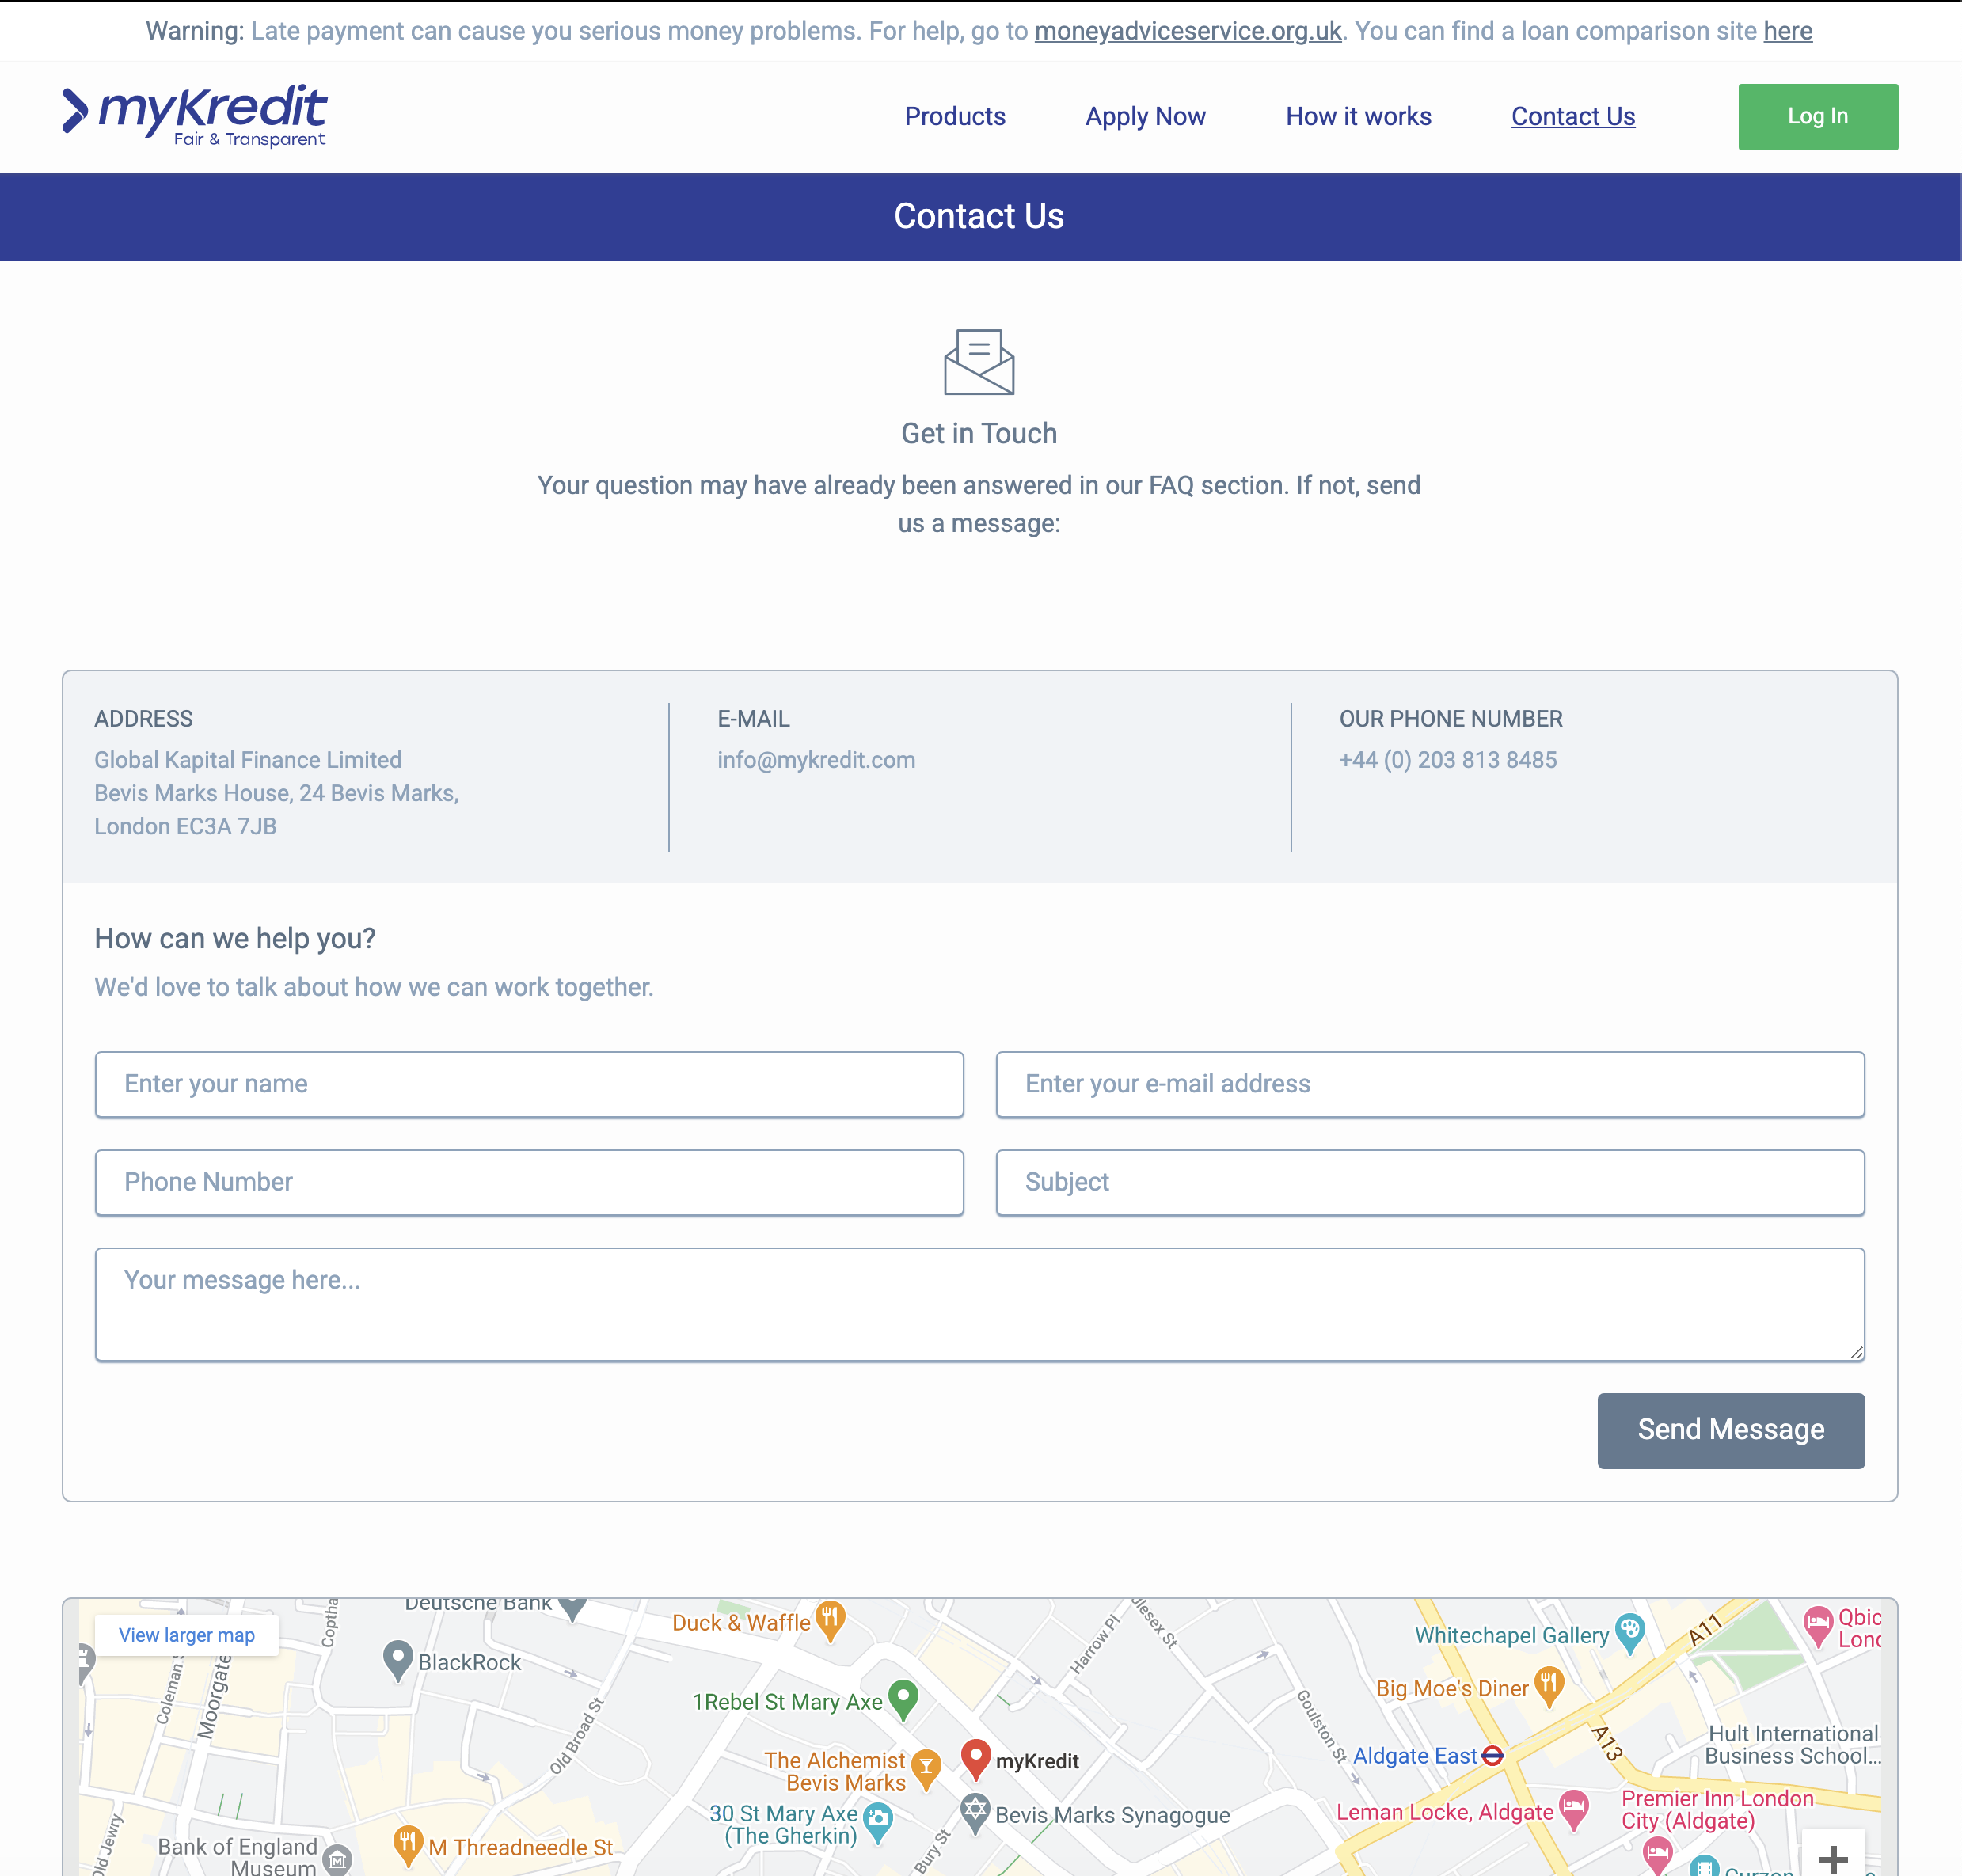 Warning: Late payment can cause you serious money problems. For help, go to moneyadviceservice.org.uk. You can find a loan comparison site here
myKredit
Fair & Transparent
Products
Apply Now
How it works
Contact Us
Log In
Contact Us
Get in Touch
Your question may have already been answered in our FAQ section. If not, send
us a message:
ADDRESS
Global Kapital Finance Limited
Bevis Marks House, 24 Bevis Marks,
London EC3A 7JB
E-MAIL
info@mykredit.com
OUR PHONE NUMBER
+44 (0) 203 813 8485
How can we help you?
We'd love to talk about how we can work together.
Enter your name
Enter your e-mail address
Phone Number
Subject
Your message here...
Send Message
View larger map
Deutsche Bank
Duck & Waffle
BlackRock
Moorgate
Coleman
Old Broad St
Harrow Pl
Goulston St
Whitechapel Gallery
A11
Qbic
Big Moe's Diner
1Rebel St Mary Axe
A13
Hult International
Business School...
Aldgate East
The Alchemist
Bevis Marks
myKredit
30 St Mary Axe
(The Gherkin)
Bevis Marks Synagogue
Bury St
Leman Locke, Aldgate
Premier Inn London
City (Aldgate)
Bank of England
Museum
M Threadneedle St
Old Jewry